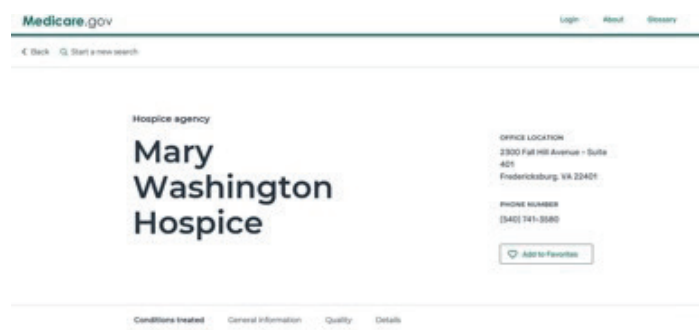 Medicare.gov
Login About Glossary
Back Start a new search
Hospice agency
Mary
Washington
Hospice
OFFICE LOCATION
2300 Fall Hill Avenue - Suite
401
Fredericksburg, VA 22401
PHONE NUMBER
(540) 741-3580
Add to Favorites
Conditions treated General information Quality Details